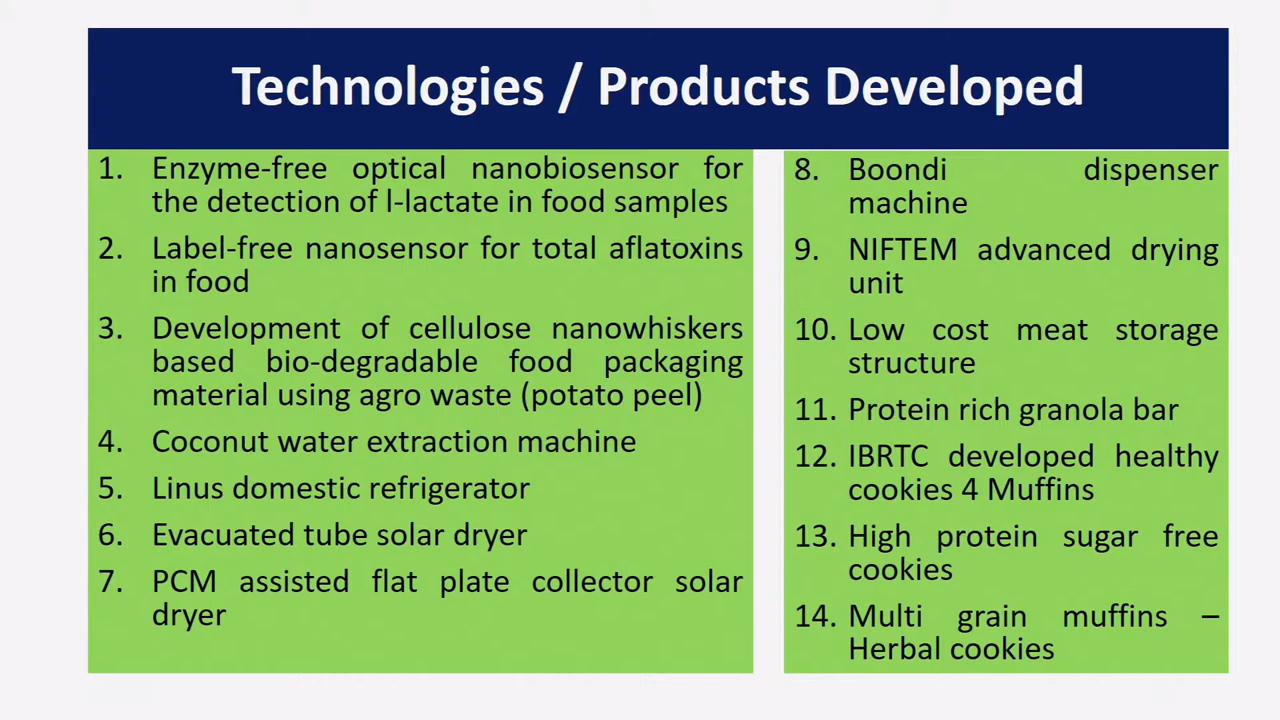 Technologies / Products Developed
1. Enzyme-free optical nanobiosensor for
the detection of l-lactate in food samples
2. Label-free nanosensor for total aflatoxins
in food
3. Development of cellulose nanowhiskers
based bio-degradable food packaging
material using agro waste (potato peel)
4. Coconut water extraction machine
5. Linus domestic refrigerator
6. Evacuated tube solar dryer
7. PCM assisted flat plate collector solar
dryer
8. Boondi dispenser
machine
9. NIFTEM advanced drying
unit
10. Low cost meat storage
structure
11. Protein rich granola bar
12. IBRTC developed healthy
cookies 4 Muffins
13. High protein sugar free
cookies
14. Multi grain muffins –
Herbal cookies